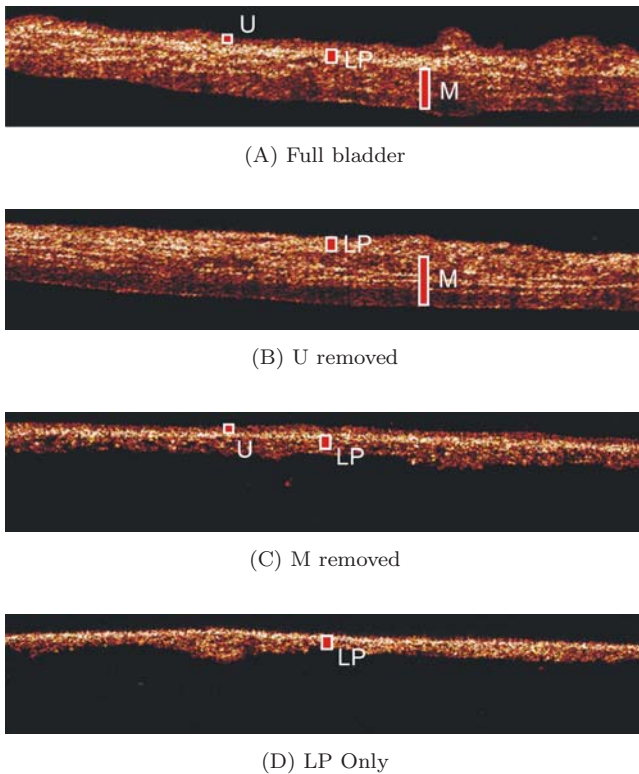 U
LP
M
(A) Full bladder
LP
M
(B) U removed
U
LP
(C) M removed
LP
(D) LP Only